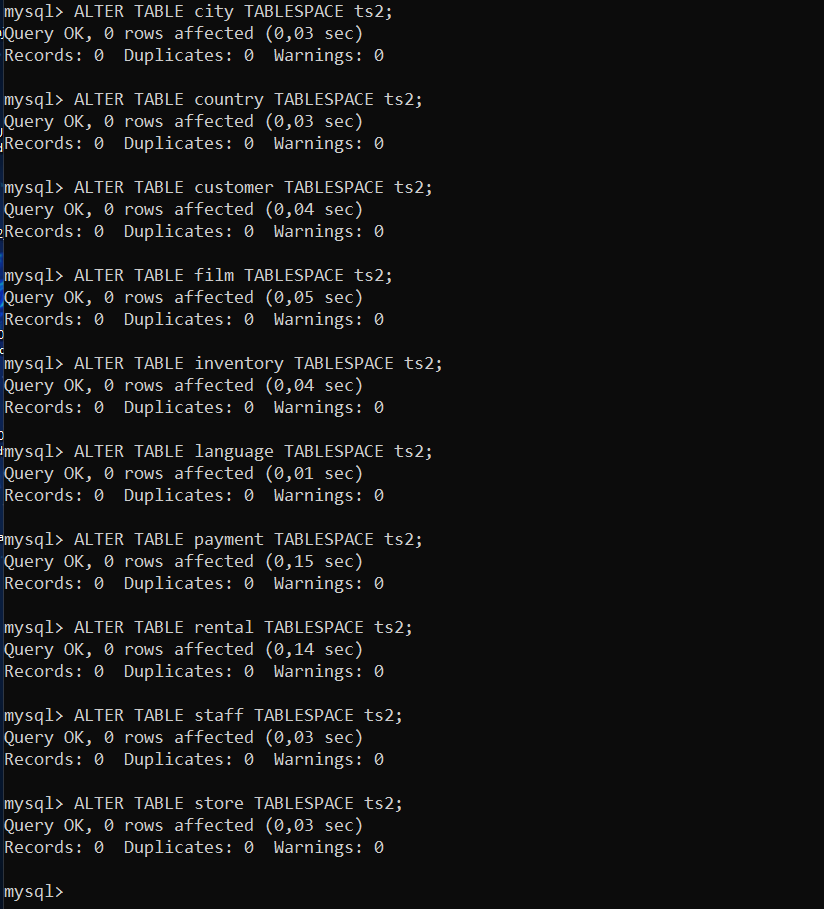 mysql> ALTER TABLE city TABLESPACE ts2;
Query OK, 0 rows affected (0,03 sec)
Records: 0  Duplicates: 0  Warnings: 0

mysql> ALTER TABLE country TABLESPACE ts2;
Query OK, 0 rows affected (0,03 sec)
Records: 0  Duplicates: 0  Warnings: 0

mysql> ALTER TABLE customer TABLESPACE ts2;
Query OK, 0 rows affected (0,04 sec)
Records: 0  Duplicates: 0  Warnings: 0

mysql> ALTER TABLE film TABLESPACE ts2;
Query OK, 0 rows affected (0,05 sec)
Records: 0  Duplicates: 0  Warnings: 0

mysql> ALTER TABLE inventory TABLESPACE ts2;
Query OK, 0 rows affected (0,04 sec)
Records: 0  Duplicates: 0  Warnings: 0

mysql> ALTER TABLE language TABLESPACE ts2;
Query OK, 0 rows affected (0,01 sec)
Records: 0  Duplicates: 0  Warnings: 0

mysql> ALTER TABLE payment TABLESPACE ts2;
Query OK, 0 rows affected (0,15 sec)
Records: 0  Duplicates: 0  Warnings: 0

mysql> ALTER TABLE rental TABLESPACE ts2;
Query OK, 0 rows affected (0,14 sec)
Records: 0  Duplicates: 0  Warnings: 0

mysql> ALTER TABLE staff TABLESPACE ts2;
Query OK, 0 rows affected (0,03 sec)
Records: 0  Duplicates: 0  Warnings: 0

mysql> ALTER TABLE store TABLESPACE ts2;
Query OK, 0 rows affected (0,03 sec)
Records: 0  Duplicates: 0  Warnings: 0

mysql>